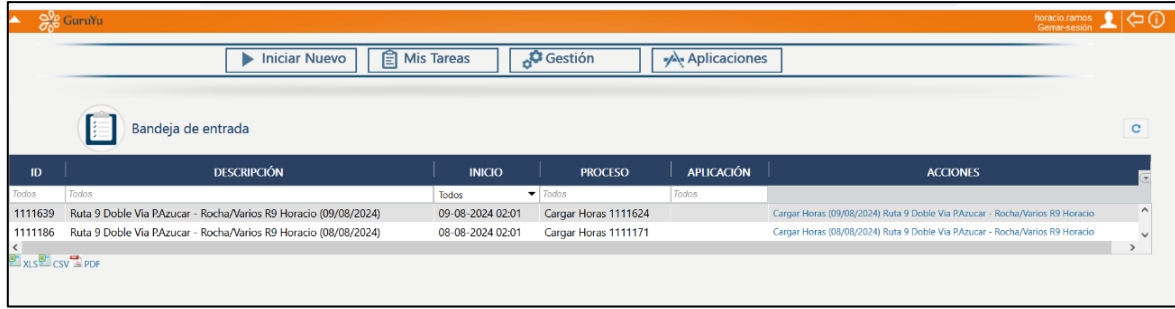 GuruYu
horacio.ramos
Cerrar-sesión
Iniciar Nuevo Mis Tareas Gestión Aplicaciones
Bandeja de entrada
ID DESCRIPCIÓN INICIO PROCESO APLICACIÓN ACCIONES
Todos Todos Todos Todos Todos
1111639 Ruta 9 Doble Via P.Azucar - Rocha/Varios R9 Horacio (09/08/2024) 09-08-2024 02:01 Cargar Horas 1111624 Cargar Horas (09/08/2024) Ruta 9 Doble Via P.Azucar - Rocha/Varios R9 Horacio
1111186 Ruta 9 Doble Via P.Azucar - Rocha/Varios R9 Horacio (08/08/2024) 08-08-2024 02:01 Cargar Horas 1111171 Cargar Horas (08/08/2024) Ruta 9 Doble Via P.Azucar - Rocha/Varios R9 Horacio
XLS CSV PDF